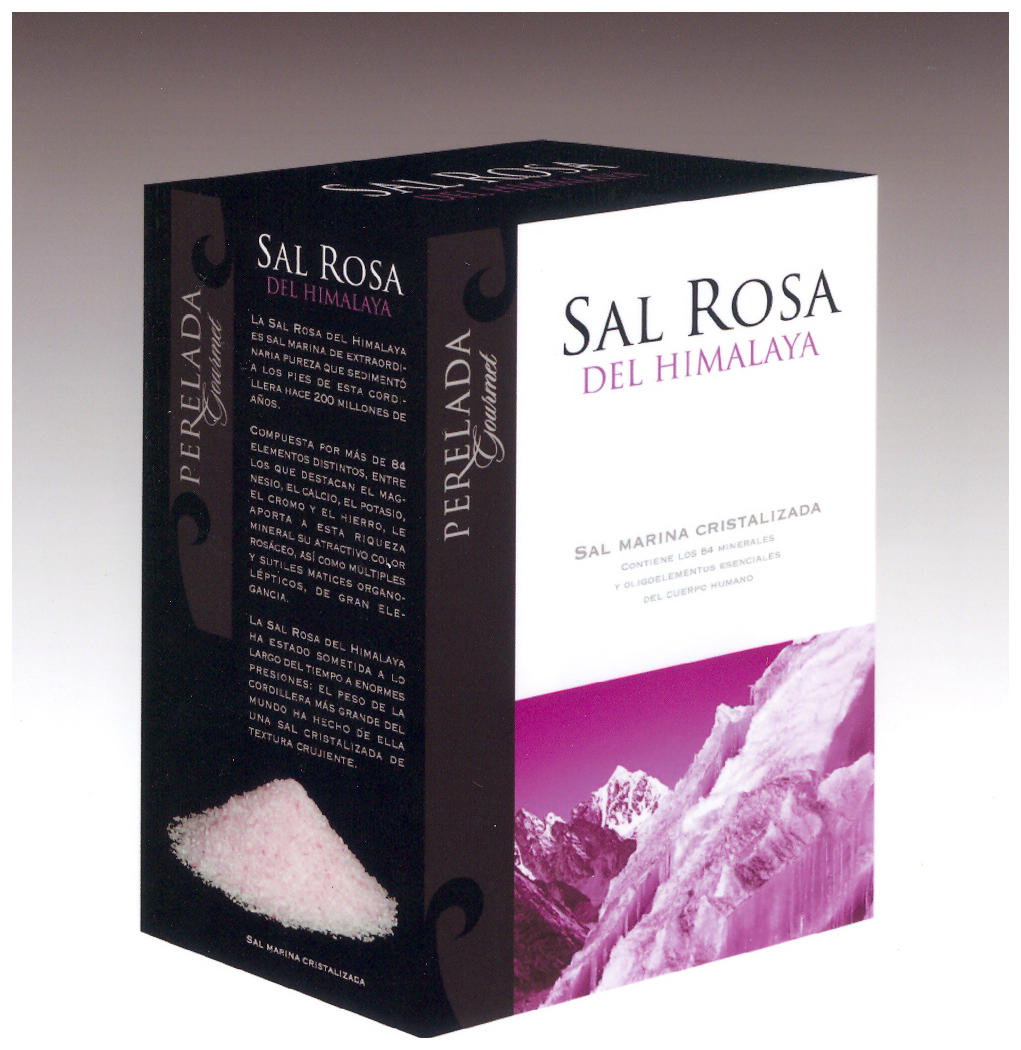 SAL ROSA
DEL HIMALAYA
PERELADA
Gourmet
SAL ROSA
DEL HIMALAYA
LA SAL ROSA DEL HIMALAYA
ES SAL MARINA DE EXTRAORDI-
NARIA PUREZA QUE SEDIMENTÓ
A LOS PIES DE ESTA CORDI-
LLERA HACE 200 MILLONES DE
AÑOS.
COMPUESTA POR MÁS DE 84
ELEMENTOS DISTINTOS, ENTRE
LOS QUE DESTACAN EL MAG-
NESIO, EL CALCIO, EL POTASIO,
EL CROMO Y EL HIERRO, LE
APORTA A ESTA RIQUEZA
MINERAL SU ATRACTIVO COLOR
ROSÁCEO, ASÍ COMO MÚLTIPLES
Y SUTILES MATICES ORGANO-
LÉPTICOS, DE GRAN ELE-
GANCIA.
LA SAL ROSA DEL HIMALAYA
HA ESTADO SOMETIDA A LO
LARGO DEL TIEMPO A ENORMES
PRESIONES: EL PESO DE LA
CORDILLERA MÁS GRANDE DEL
MUNDO HA HECHO DE ELLA
UNA SAL CRISTALIZADA DE
TEXTURA CRUJIENTE.
SAL MARINA CRISTALIZADA
PERELADA
Gourmet
SAL ROSA
DEL HIMALAYA
SAL MARINA CRISTALIZADA
CONTIENE LOS 84 MINERALES
Y OLIGOELEMENTOS ESENCIALES
DEL CUERPO HUMANO